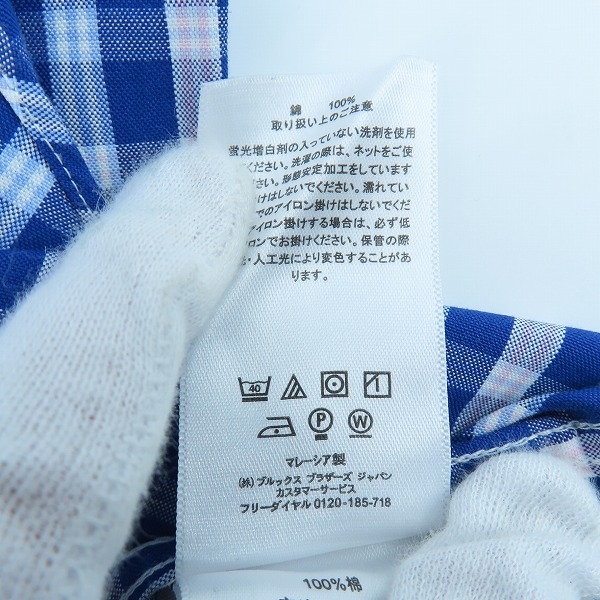 綿 100%
取り扱い上のご注意
蛍光増白剤の入っていない洗剤を使用
ください。洗濯の際は、ネットをご使
ださい。形態安定加工をしています
掛けはしないでください。濡れてい
でのアイロン掛けはしないでくだ
イロン掛けする場合は、必ず低
ロンでお掛けください。保管の際
光・人工光により変色することがあ
ります。
40
1
P
W
マレーシア製
(株) ブルックス ブラザーズ ジャパン
カスタマーサービス
フリーダイヤル 0120-185-718
100%棉